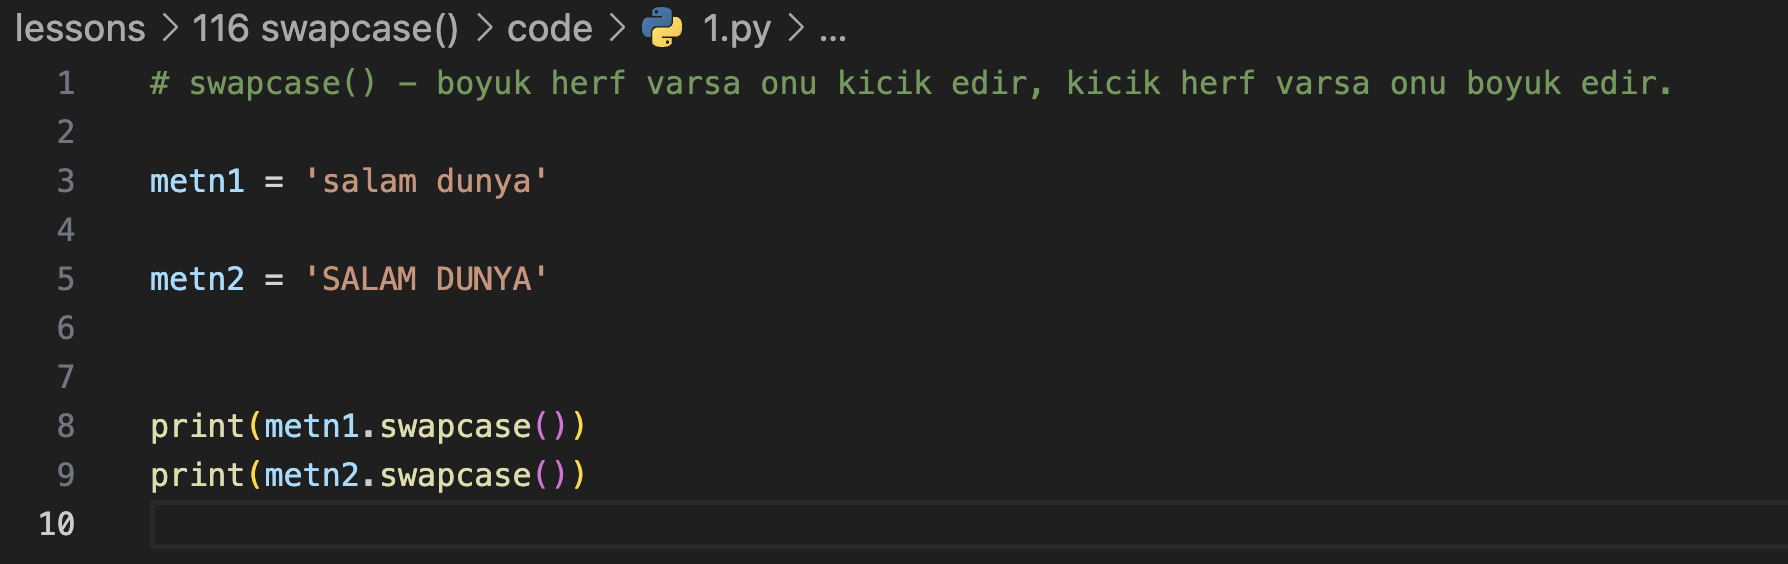 lessons > 116 swapcase() > code > 1.py > ...
1 # swapcase() - boyuk herf varsa onu kicik edir, kicik herf varsa onu boyuk edir.
2
3 metn1 = 'salam dunya'
4
5 metn2 = 'SALAM DUNYA'
6
7
8 print(metn1.swapcase())
9 print(metn2.swapcase())
10